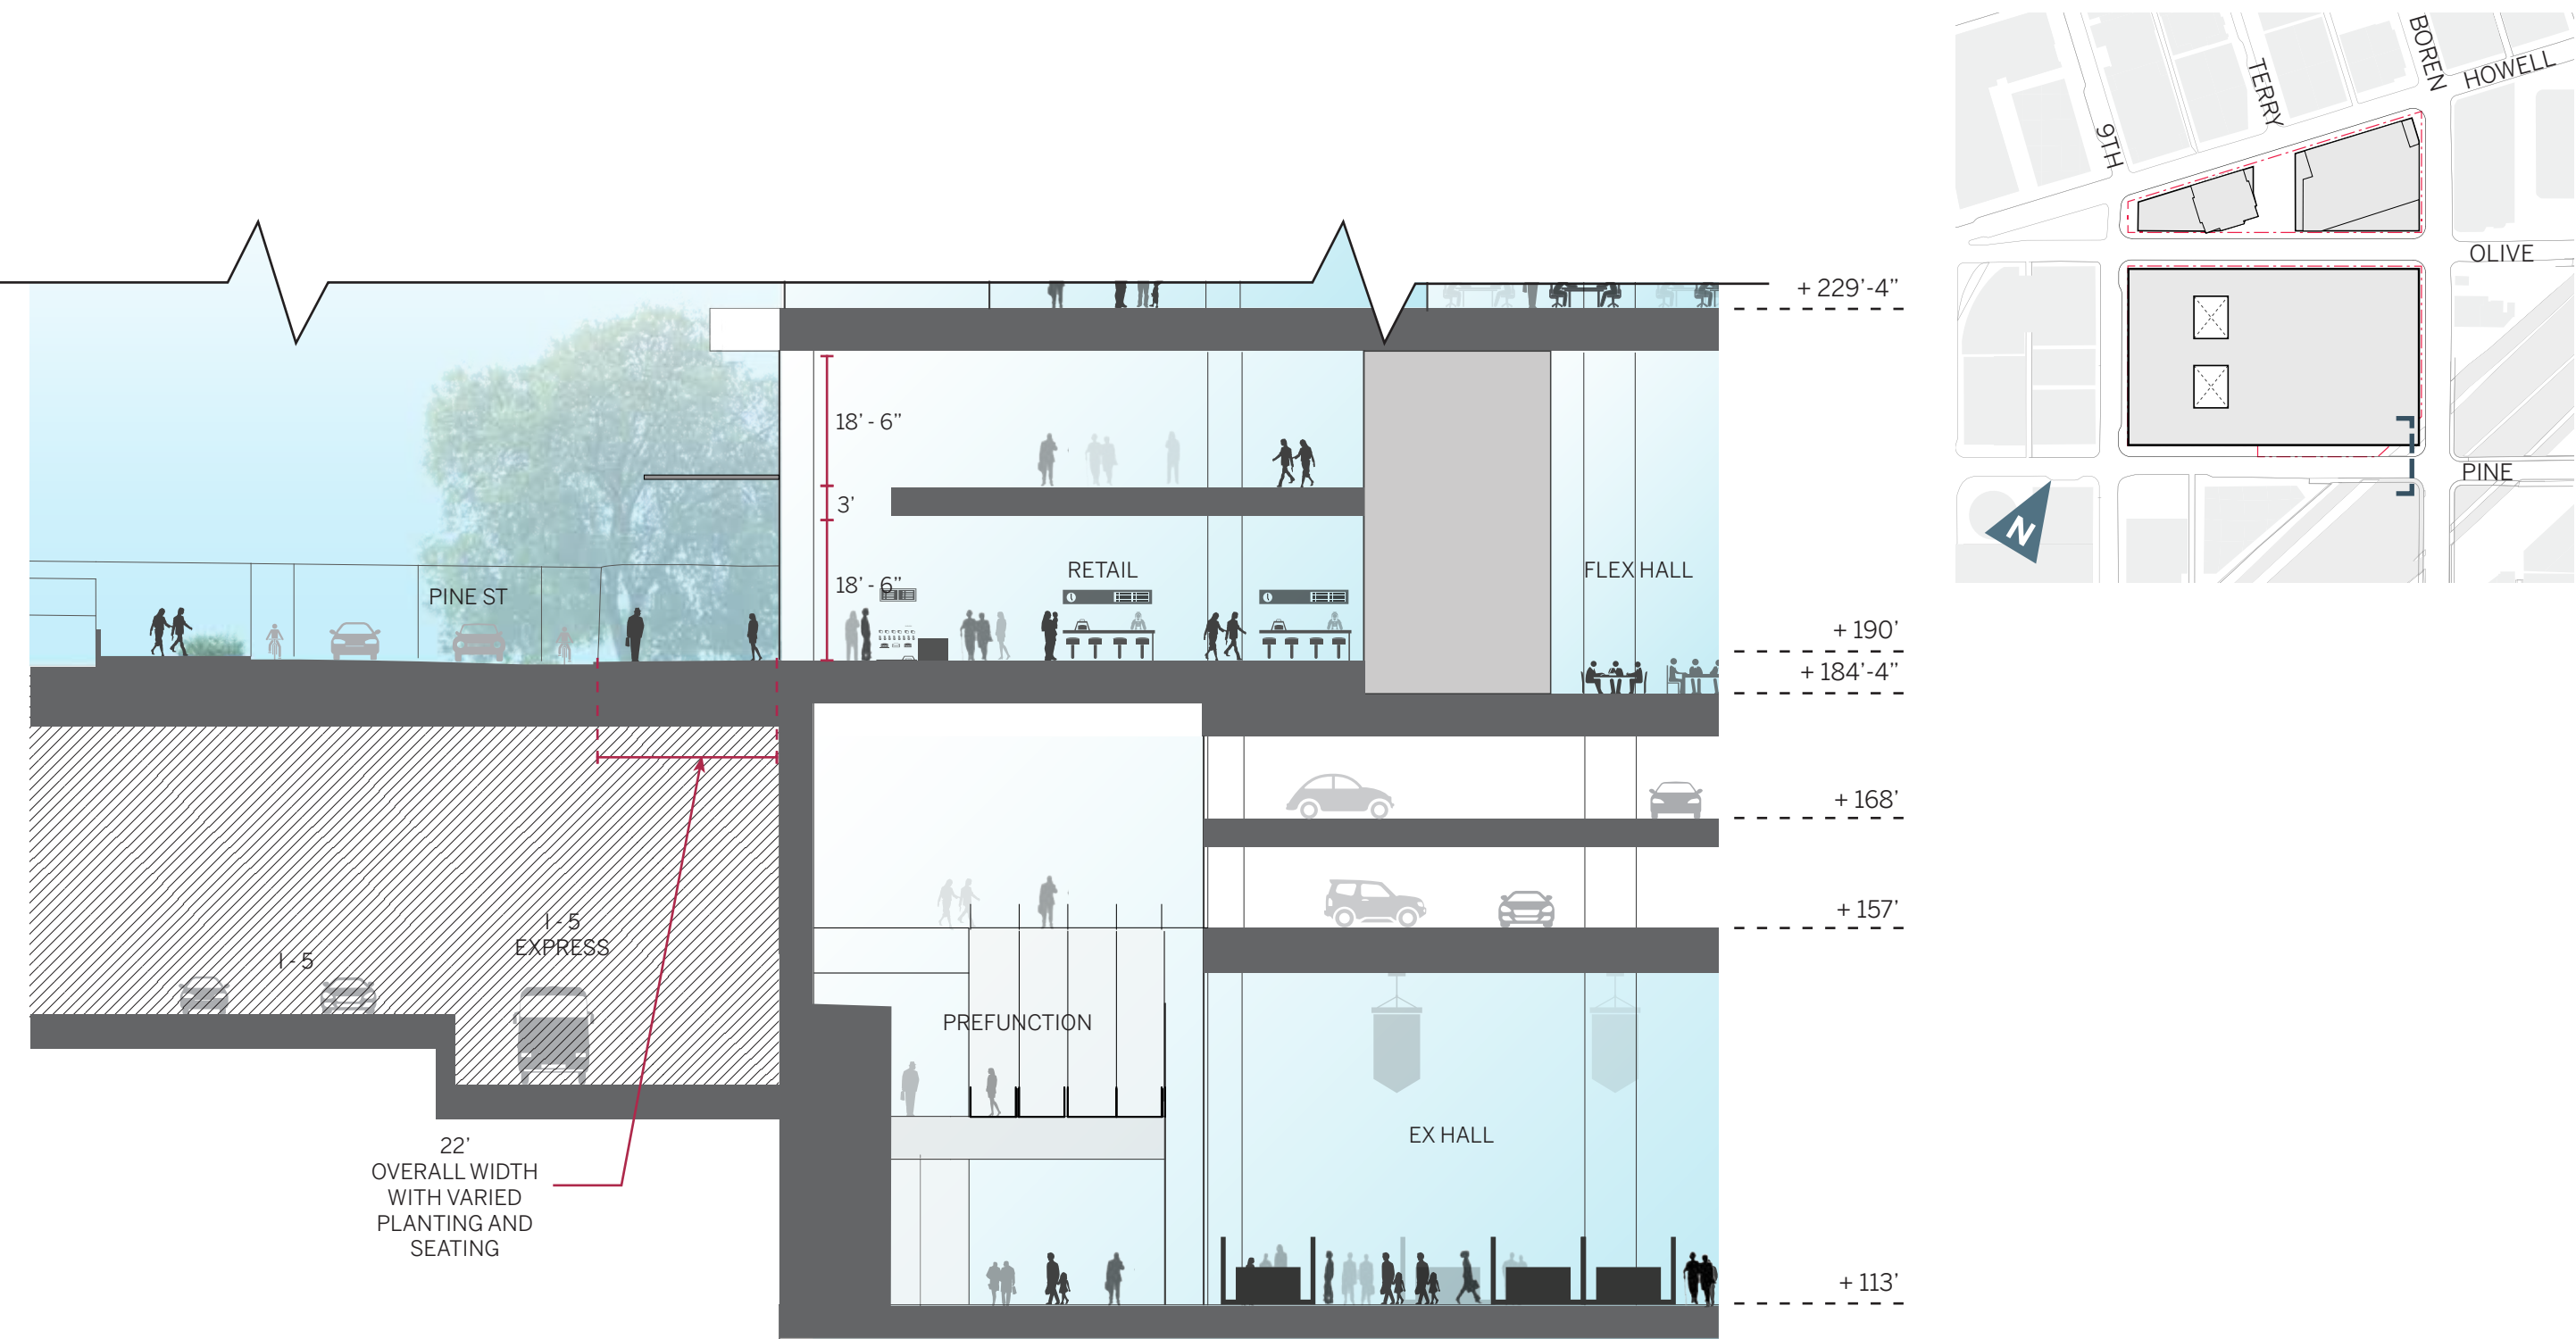 BOREN
HOWELL
TERRY
9TH
OLIVE
PINE
N
+ 229’-4”
18’ - 6”
3’
18’ - 6”
RETAIL
FLEX HALL
PINE ST
+ 190’
+ 184’-4”
+ 168’
+ 157’
I - 5
EXPRESS
I - 5
PREFUNCTION
EX HALL
22’
OVERALL WIDTH
WITH VARIED
PLANTING AND
SEATING
+ 113’